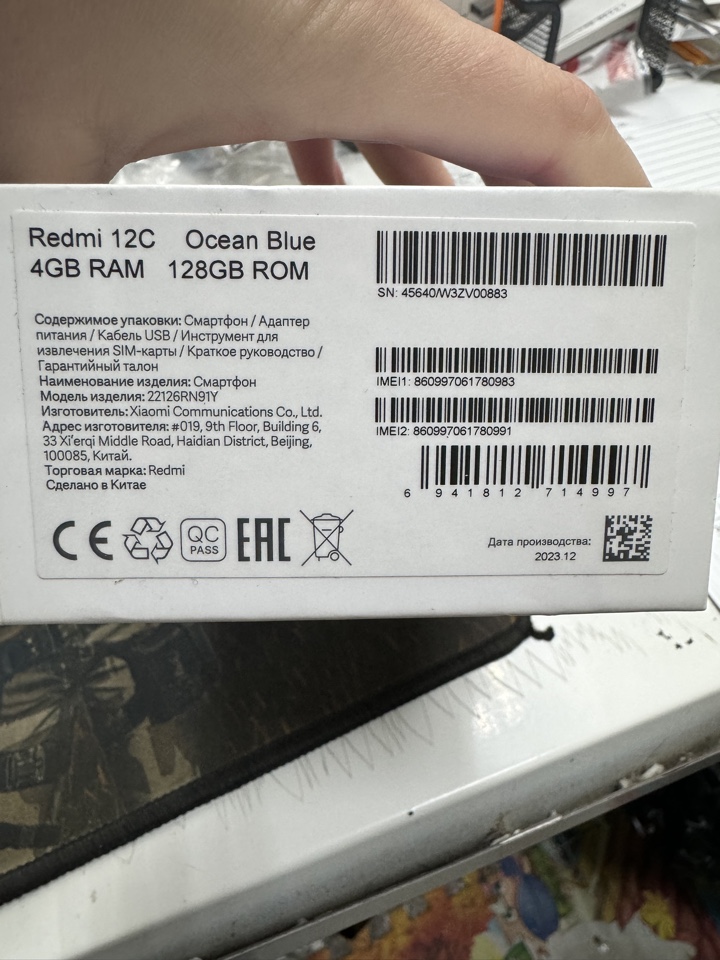 Redmi 12C Ocean Blue
4GB RAM 128GB ROM
SN: 45640/W3ZV00883
Содержимое упаковки: Смартфон / Адаптер
питания / Кабель USB / Инструмент для
извлечения SIM-карты / Краткое руководство /
Гарантийный талон
Наименование изделия: Смартфон
Модель изделия: 22126RN91Y
Изготовитель: Xiaomi Communications Co., Ltd.
Адрес изготовителя: #019, 9th Floor, Building 6,
33 Xi'erqi Middle Road, Haidian District, Beijing,
100085, Китай.
Торговая марка: Redmi
Сделано в Китае
IMEI1: 860997061780983
IMEI2: 860997061780991
6 941812 714997
CE QC PASS EAC
Дата производства:
2023.12